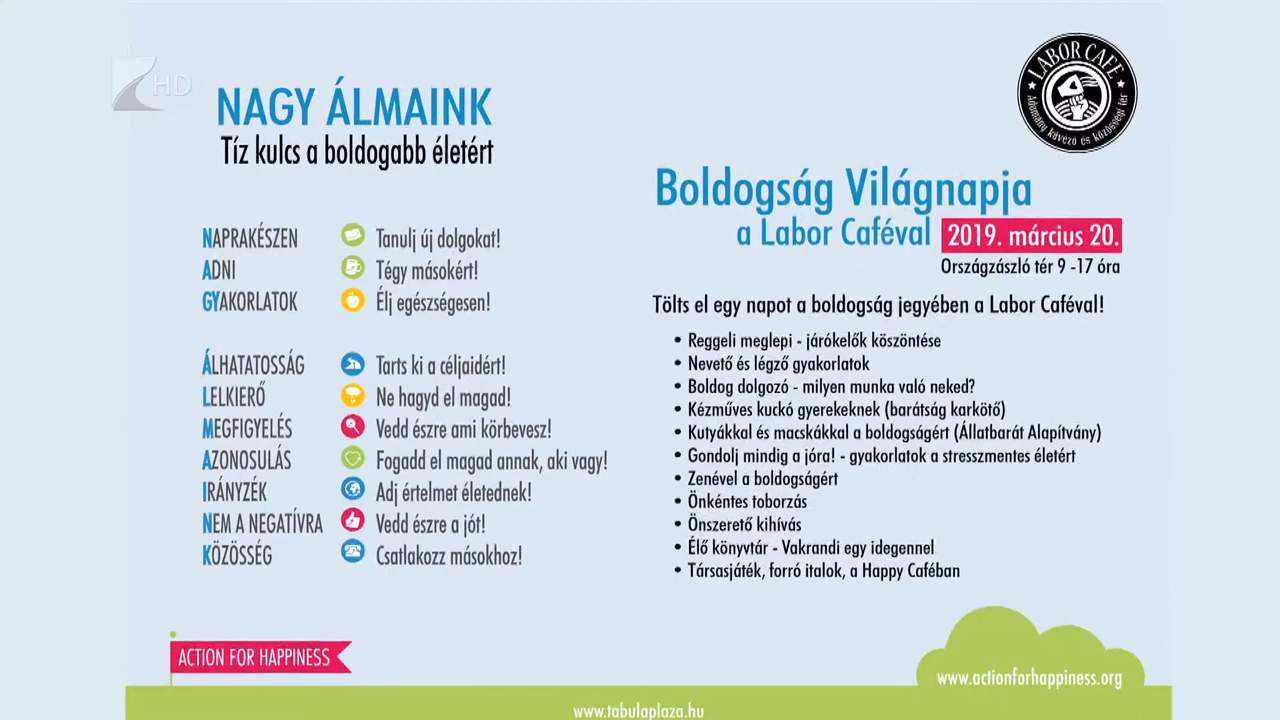 HD
NAGY ÁLMAINK
Tíz kulcs a boldogabb életért
NAPRAKÉSZEN Tanulj új dolgokat!
ADNI Tégy másokért!
GYAKORLATOK Élj egészségesen!
ÁLHATATOSSÁG Tarts ki a céljaidért!
LELKIERŐ Ne hagyd el magad!
MEGFIGYELÉS Vedd észre ami körbevesz!
AZONOSULÁS Fogadd el magad annak, aki vagy!
IRÁNYZÉK Adj értelmet életednek!
NEM A NEGATÍVRA Vedd észre a jót!
KÖZÖSSÉG Csatlakozz másokhoz!
ACTION FOR HAPPINESS
LABOR CAFE
Adomány kávézó és közösségi tér
Boldogság Világnapja
a Labor Caféval 2019. március 20.
Országzászló tér 9 -17 óra
Tölts el egy napot a boldogság jegyében a Labor Caféval!
• Reggeli meglepi - járókelők köszöntése
• Nevető és légző gyakorlatok
• Boldog dolgozó - milyen munka való neked?
• Kézműves kuckó gyerekeknek (barátság karkötő)
• Kutyákkal és macskákkal a boldogságért (Állatbarát Alapítvány)
• Gondolj mindig a jóra! - gyakorlatok a stresszmentes életért
• Zenével a boldogságért
• Önkéntes toborzás
• Önszerető kihívás
• Élő könyvtár - Vakrandi egy idegennel
• Társasjáték, forró italok, a Happy Caféban
www.actionforhappiness.org
www.tabulaplaza.hu